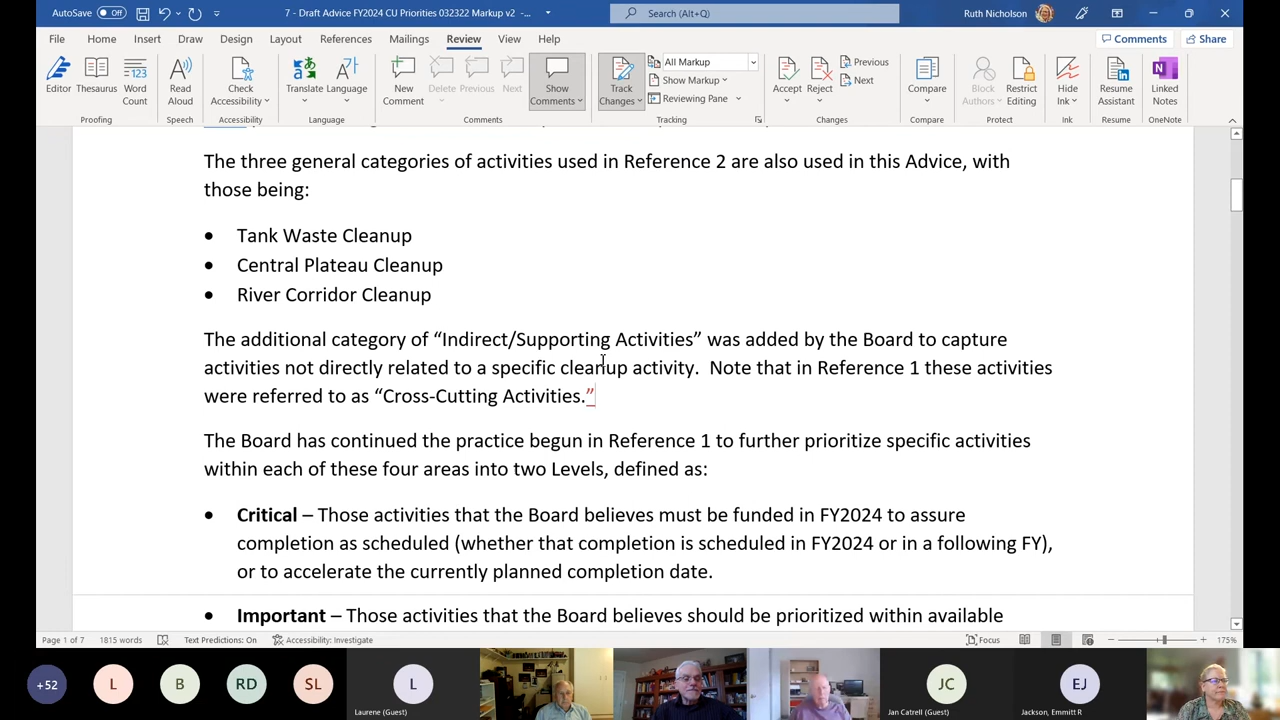 AutoSave Off 7 - Draft Advice FY2024 CU Priorities 032322 Markup v2 -... Search (Alt+Q) Ruth Nicholson
File Home Insert Draw Design Layout References Mailings Review View Help Comments Share
Editor Thesaurus Word Count Read Aloud Check Accessibility Translate Language New Comment Delete Previous Next Show Comments Track Changes All Markup Show Markup Reviewing Pane Accept Reject Previous Next Compare Block Authors Restrict Editing Hide Ink Resume Assistant Linked Notes
Proofing Speech Accessibility Language Comments Tracking Changes Compare Protect Ink Resume OneNote
The three general categories of activities used in Reference 2 are also used in this Advice, with
those being:
• Tank Waste Cleanup
• Central Plateau Cleanup
• River Corridor Cleanup
The additional category of “Indirect/Supporting Activities” was added by the Board to capture
activities not directly related to a specific cleanup activity. Note that in Reference 1 these activities
were referred to as “Cross-Cutting Activities.”
The Board has continued the practice begun in Reference 1 to further prioritize specific activities
within each of these four areas into two Levels, defined as:
• Critical – Those activities that the Board believes must be funded in FY2024 to assure
completion as scheduled (whether that completion is scheduled in FY2024 or in a following FY),
or to accelerate the currently planned completion date.
• Important – Those activities that the Board believes should be prioritized within available
Page 1 of 7 1815 words Text Predictions: On Accessibility: Investigate Focus 175%
+52 L B RD SL L JC EJ
Laurene (Guest) Jan Catrell (Guest) Jackson, Emmitt R